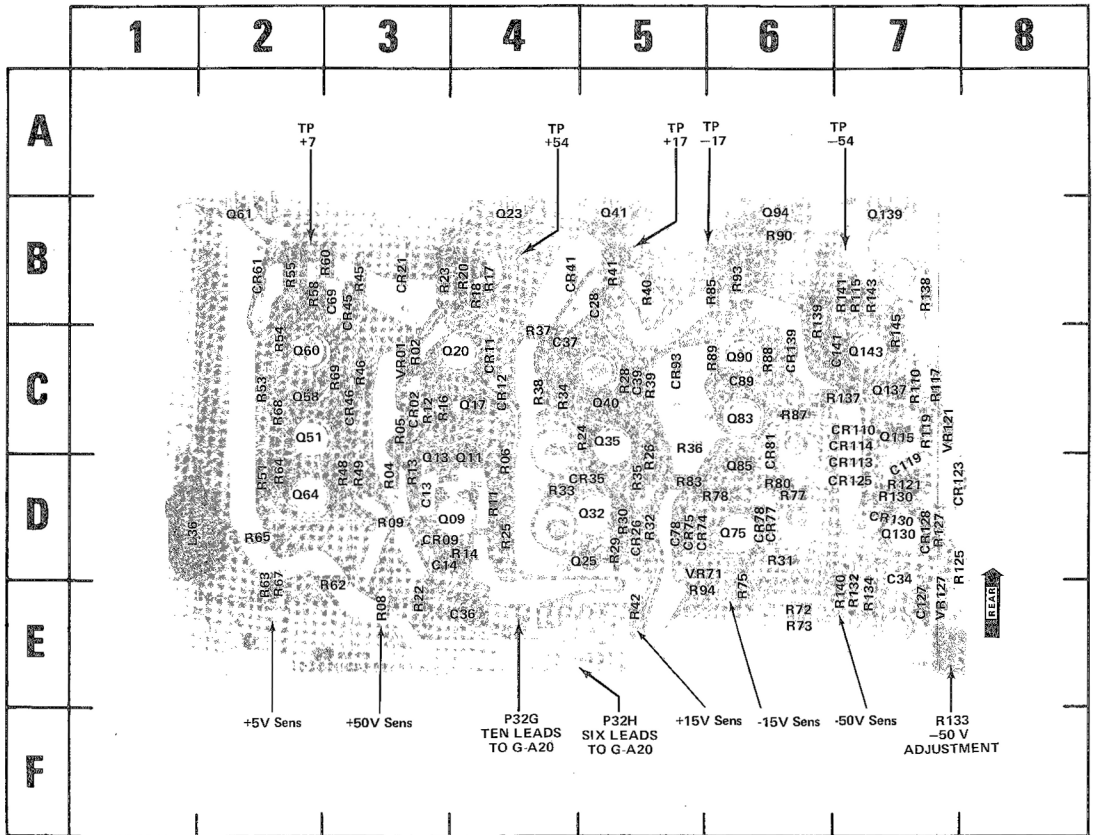 1 2 3 4 5 6 7 8
A
TP +7
TP +54
TP +17
TP −17
TP −54
B
Q61 Q23 Q41 Q94 Q139
R90
CR61 R55 R58 R60 C69 CR45 R45 CR21 R23 R20 R18 R17 CR41 C28 R41 R40 R85 R93 R139 R141 R115 R143 R145 R138
C
R54 Q60 R69 R46 VR01 R02 Q20 CR11 R37 C37 CR93 R89 Q90 R88 CR139 C141 Q143
R53 Q58 CR46 CR02 R12 R16 Q17 CR12 R38 R34 Q40 R28 C39 R39 C89 R137 Q137 R110 R117
R68 Q51 R05 R24 Q35 R26 R36 Q83 R87 CR110 Q115 R119 VR121
CR114
D
R51 R64 R48 R49 R04 R13 Q13 Q11 R06 CR35 R35 R83 Q85 CR81 CR113 C119
Q64 C13 R11 R33 R78 R80 R77 CR125 R121 R130 CR123
L36 R09 Q09 Q32 R30 R32 CR130
R65 CR09 R14 C14 R25 Q25 R29 CR26 C78 CR75 CR74 Q75 CR78 CR77 R31 Q130 CR128 R127 R125
E
R63 R67 R62 R08 R22 C36 R42 VR71 R94 R75 R72 R73 R140 R132 R134 C34 C127 VR127
REAR
+5V Sens
+50V Sens
P32G TEN LEADS TO G-A20
P32H SIX LEADS TO G-A20
+15V Sens
-15V Sens
-50V Sens
R133 −50 V ADJUSTMENT
F